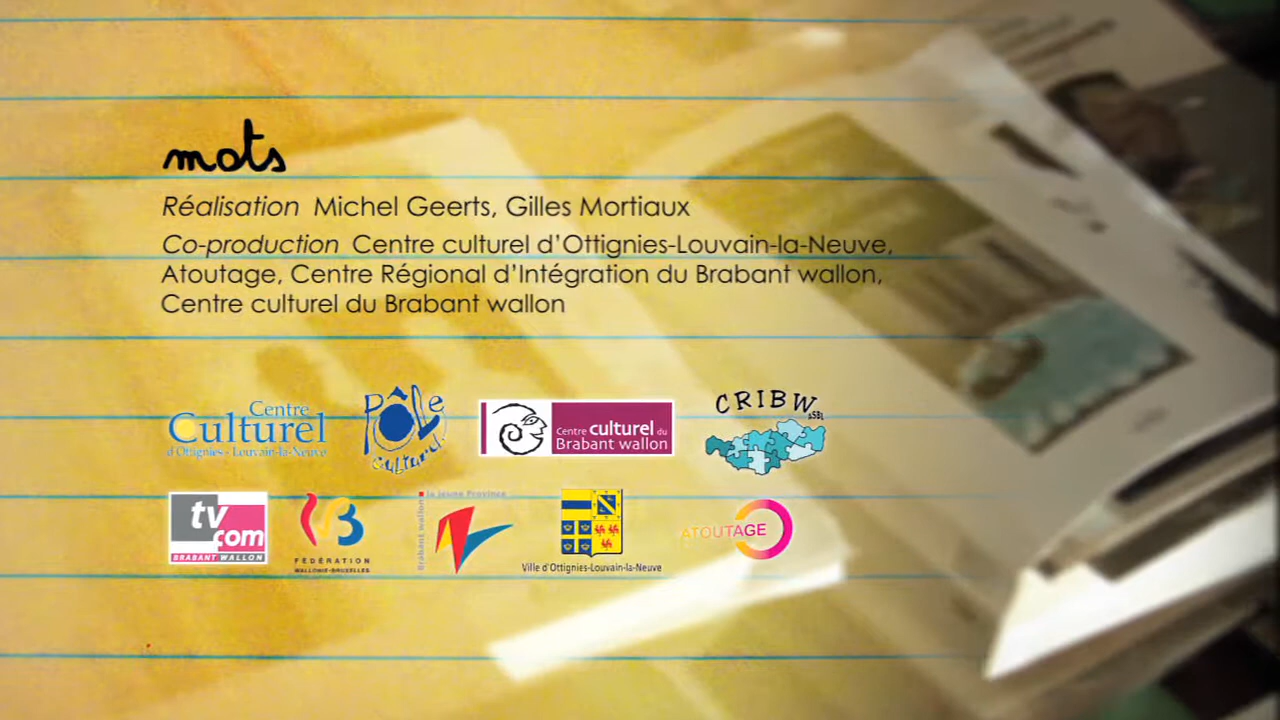 mots
Réalisation Michel Geerts, Gilles Mortiaux
Co-production Centre culturel d'Ottignies-Louvain-la-Neuve,
Atoutage, Centre Régional d'Intégration du Brabant wallon,
Centre culturel du Brabant wallon
Centre
Culturel
d'Ottignies - Louvain-la-Neuve
PÔLE
culturel
Centre culturel du
Brabant wallon
CRIBW
ASBL
tv
com
BRABANT WALLON
FÉDÉRATION
WALLONIE-BRUXELLES
la jeune Province
Brabant wallon
Ville d'Ottignies-Louvain-la-Neuve
ATOUTAGE